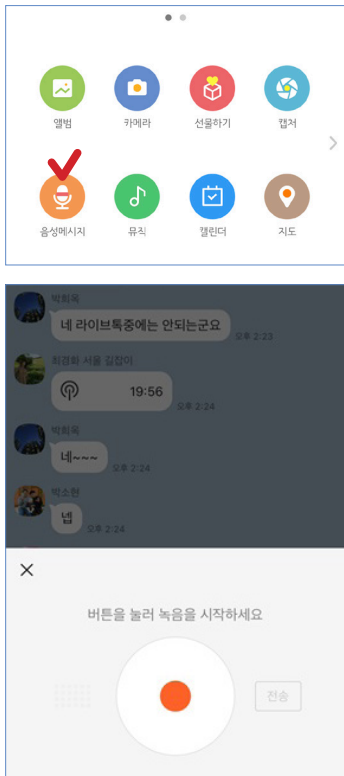 앨범 카메라 선물하기 캡처
음성메시지 뮤직 캘린더 지도
박희옥
네 라이브톡중에는 안되는군요
오후 2:23
최경화 서울 길잡이
19:56
오후 2:24
박희옥
네~~~
오후 2:24
박소현
넵
오후 2:24
버튼을 눌러 녹음을 시작하세요
전송